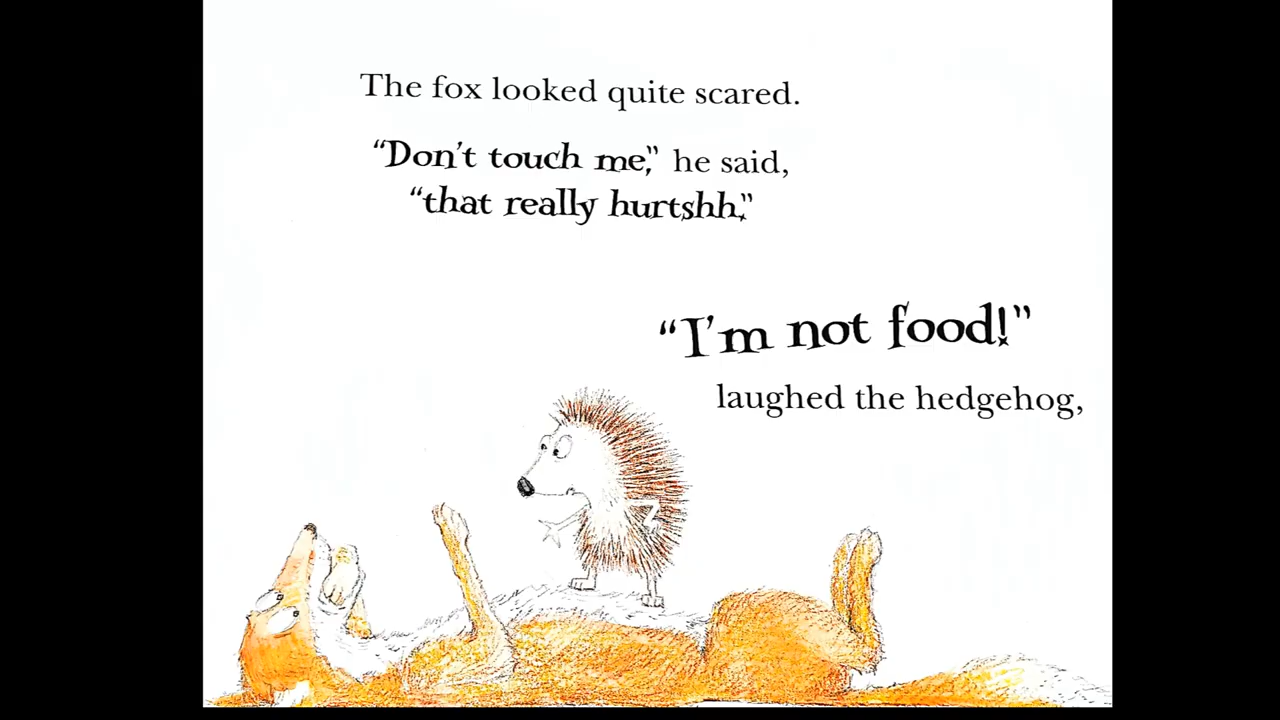 The fox looked quite scared.
“Don't touch me,” he said,
“that really hurtshh.”
“I'm not food!”
laughed the hedgehog,